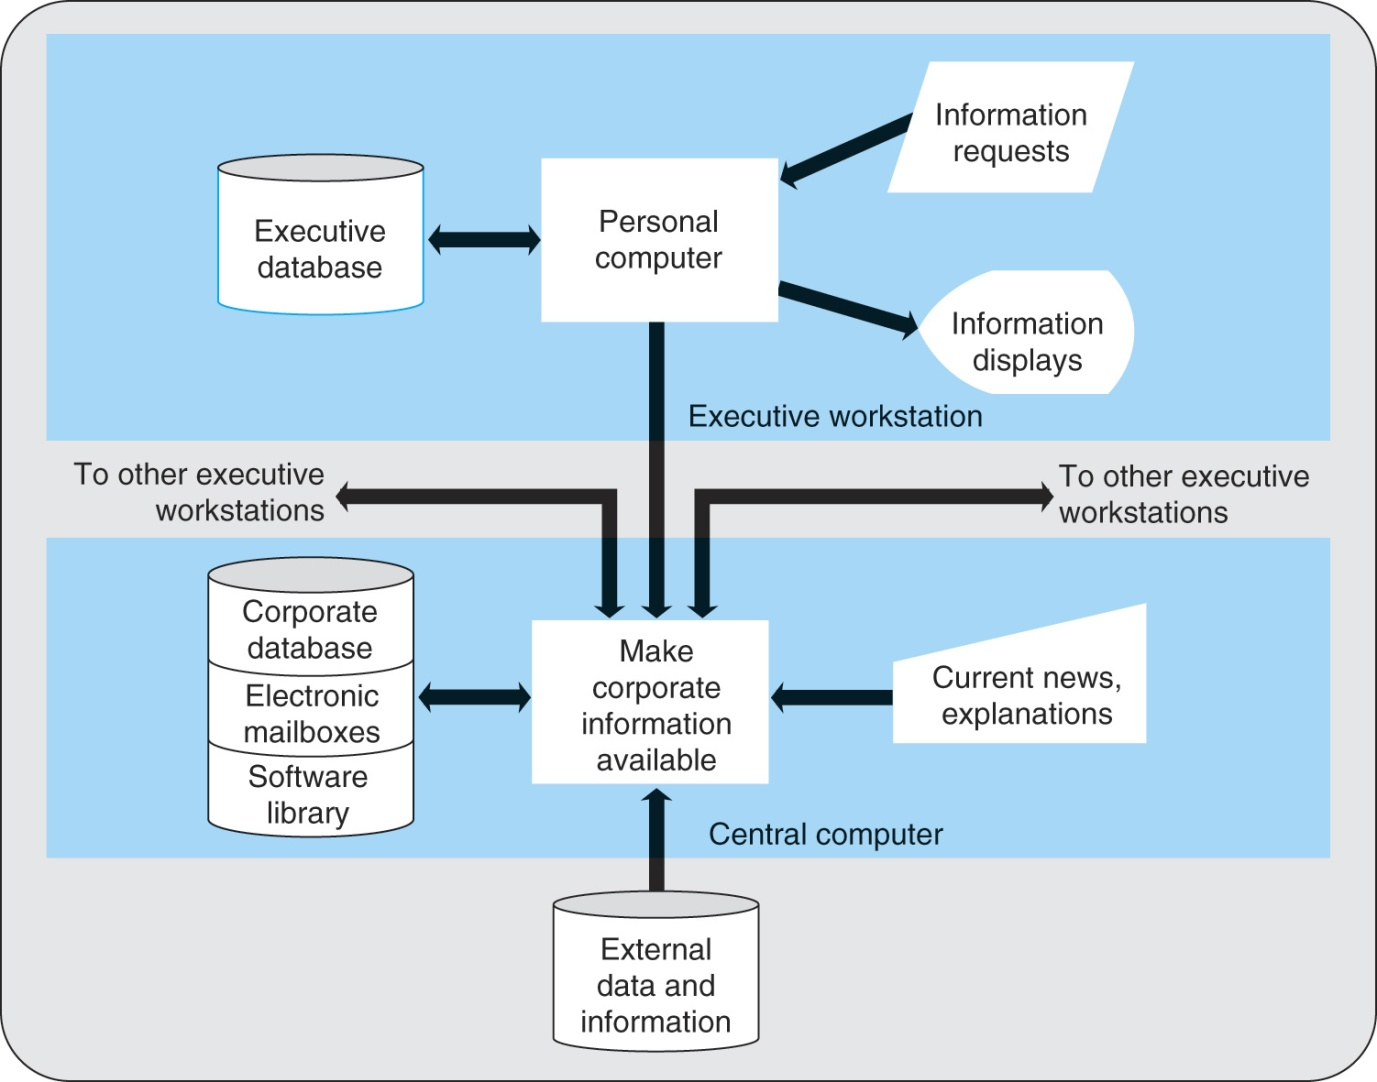 Information
requests
Executive
database
Personal
computer
Information
displays
Executive workstation
To other executive
workstations
To other executive
workstations
Corporate
database
Electronic
mailboxes
Software
library
Make
corporate
information
available
Current news,
explanations
Central computer
External
data and
information